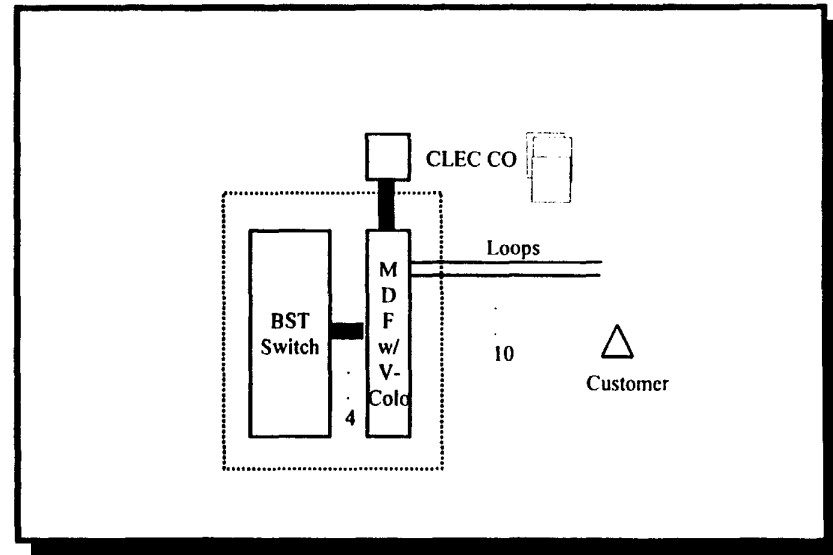 CLEC CO
Loops
BST
Switch
M
D
F
w/
V-
Colo
4
10
Customer